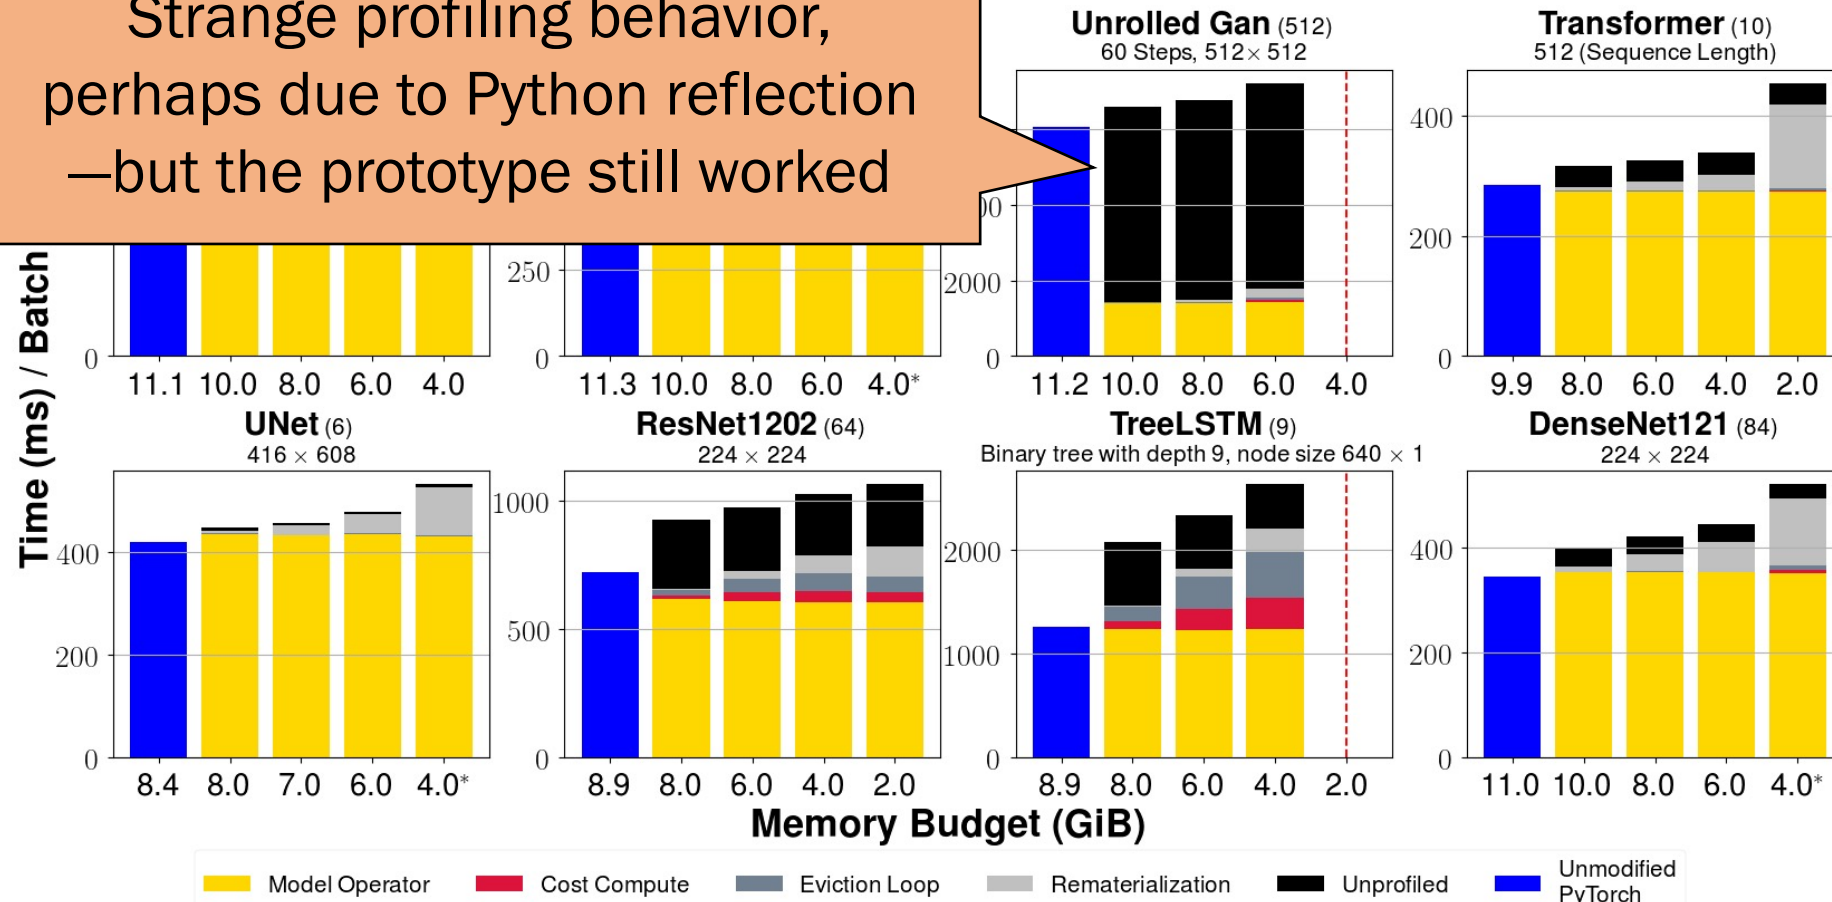 Strange profiling behavior,
perhaps due to Python reflection
—but the prototype still worked
Unrolled Gan (512)
60 Steps, 512× 512
Transformer (10)
512 (Sequence Length)
Time (ms) / Batch
0
11.1 10.0 8.0 6.0 4.0
250
0
11.3 10.0 8.0 6.0 4.0*
2000
0
11.2 10.0 8.0 6.0 4.0
400
200
0
9.9 8.0 6.0 4.0 2.0
UNet (6)
416 × 608
400
200
0
8.4 8.0 7.0 6.0 4.0*
ResNet1202 (64)
224 × 224
1000
500
0
8.9 8.0 6.0 4.0 2.0
TreeLSTM (9)
Binary tree with depth 9, node size 640 × 1
2000
1000
0
8.9 8.0 6.0 4.0 2.0
DenseNet121 (84)
224 × 224
400
200
0
11.0 10.0 8.0 6.0 4.0*
Memory Budget (GiB)
Model Operator
Cost Compute
Eviction Loop
Rematerialization
Unprofiled
Unmodified
PyTorch